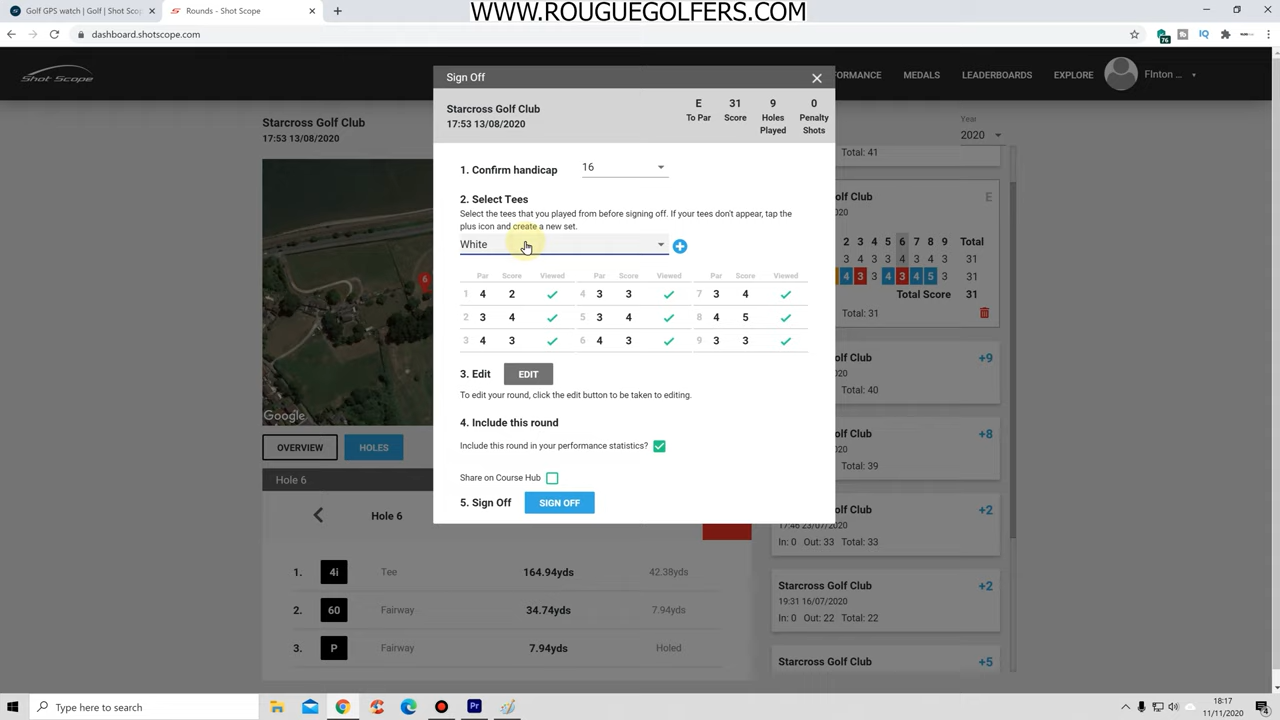 WWW.ROUGUEGOLFERS.COM
Golf GPS watch | Golf | Shot Scop
Rounds - Shot Scope
dashboard.shotscope.com
76
IQ
Shot Scope
FORMANCE
MEDALS
LEADERBOARDS
EXPLORE
FInton ...
Starcross Golf Club
17:53 13/08/2020
Year
2020
Sign Off
Starcross Golf Club
17:53 13/08/2020
E 31 9 0
To Par Score Holes Played Penalty Shots
1. Confirm handicap 16
2. Select Tees
Select the tees that you played from before signing off. If your tees don't appear, tap the
plus icon and create a new set.
White
Par Score Viewed Par Score Viewed Par Score Viewed
1 4 2 4 3 3 7 3 4
2 3 4 5 3 4 8 4 5
3 4 3 6 4 3 9 3 3
3. Edit EDIT
To edit your round, click the edit button to be taken to editing.
4. Include this round
Include this round in your performance statistics?
Share on Course Hub
5. Sign Off SIGN OFF
6
Google
OVERVIEW HOLES
Hole 6
Hole 6
1. 4i Tee 164.94yds 42.38yds
2. 60 Fairway 34.74yds 7.94yds
3. P Fairway 7.94yds Holed
Total: 41
Golf Club E
020
2 3 4 5 6 7 8 9 Total
3 4 3 3 4 3 4 3 31
4 3 3 4 3 4 5 3 31
Total Score 31
Total: 31
Golf Club +9
020
Total: 40
Golf Club +8
020
Total: 39
Golf Club +2
17:46 23/07/2020
In: 0 Out: 33 Total: 33
Starcross Golf Club +2
19:31 16/07/2020
In: 0 Out: 22 Total: 22
Starcross Golf Club +5
Type here to search
Pr
18:17
11/11/2020
4